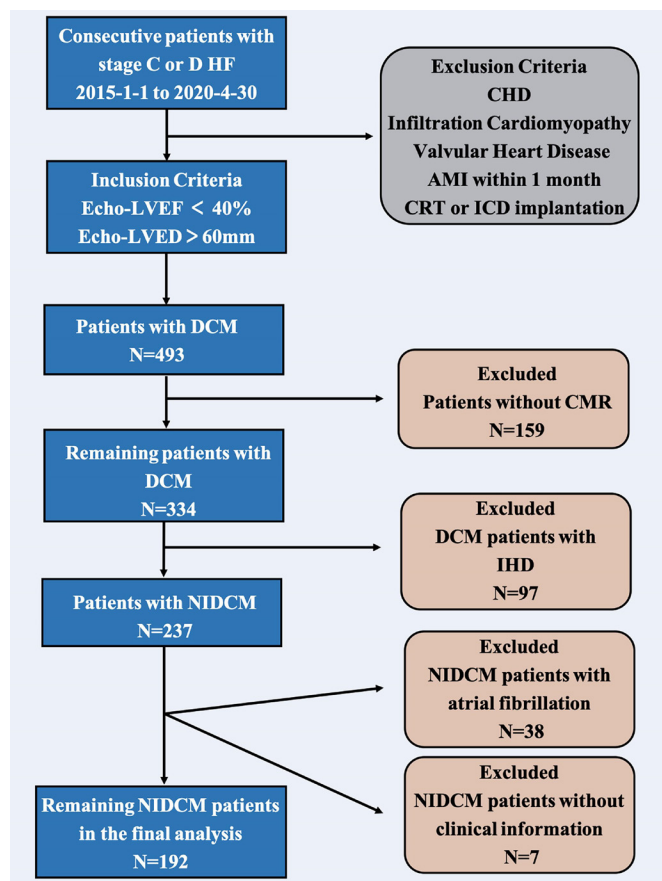 Consecutive patients with
stage C or D HF
2015-1-1 to 2020-4-30
Exclusion Criteria
CHD
Infiltration Cardiomyopathy
Valvular Heart Disease
AMI within 1 month
CRT or ICD implantation
Inclusion Criteria
Echo-LVEF < 40%
Echo-LVED > 60mm
Patients with DCM
N=493
Excluded
Patients without CMR
N=159
Remaining patients with
DCM
N=334
Excluded
DCM patients with
IHD
N=97
Patients with NIDCM
N=237
Excluded
NIDCM patients with
atrial fibrillation
N=38
Excluded
NIDCM patients without
clinical information
N=7
Remaining NIDCM patients
in the final analysis
N=192